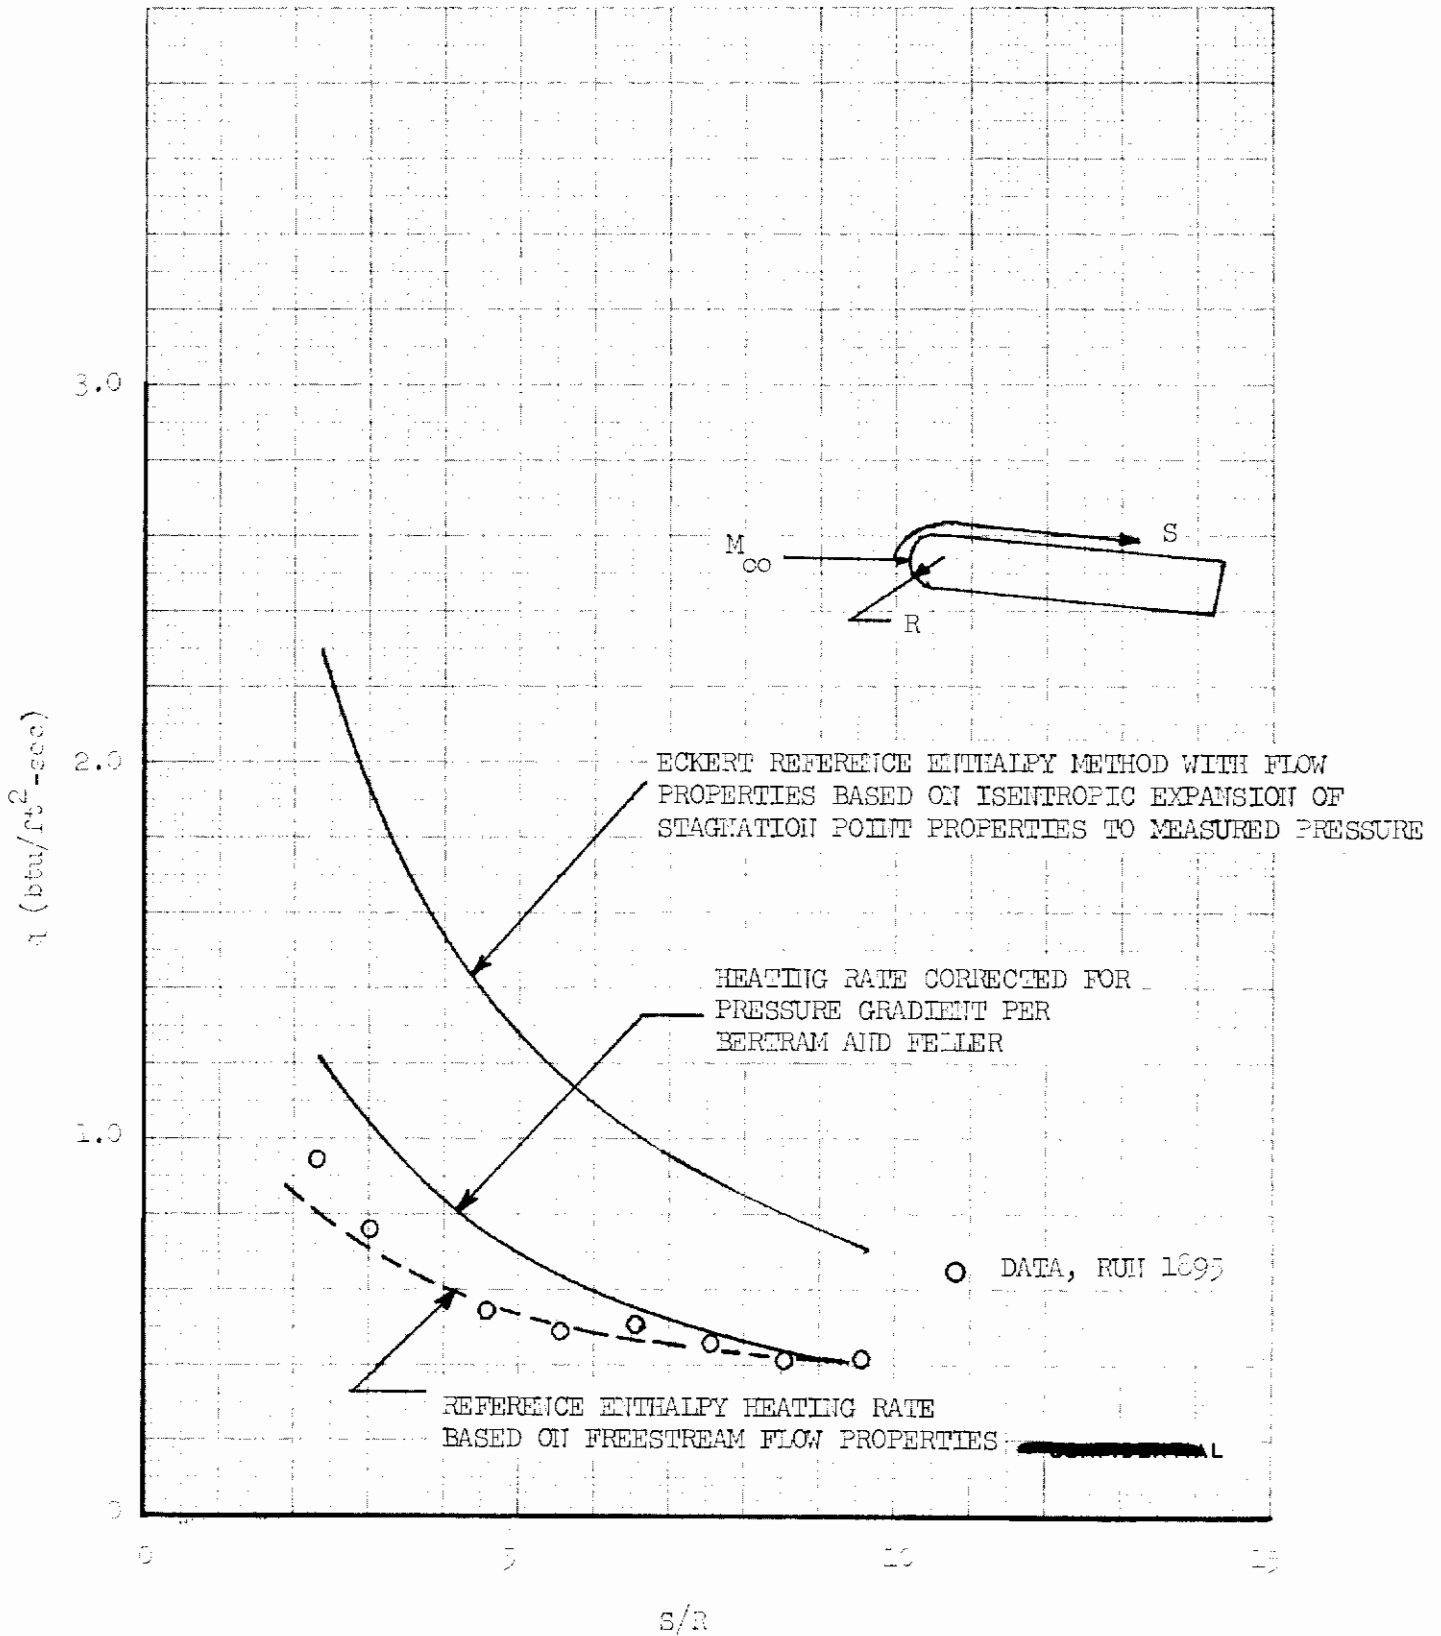 3.0
M
∞
S
R
q (btu/ft²-sec)
2.0
ECKERT REFERENCE ENTHALPY METHOD WITH FLOW
PROPERTIES BASED ON ISENTROPIC EXPANSION OF
STAGNATION POINT PROPERTIES TO MEASURED PRESSURE
HEATING RATE CORRECTED FOR
PRESSURE GRADIENT PER
BERTRAM AND FELLER
1.0
DATA, RUN 1895
REFERENCE ENTHALPY HEATING RATE
BASED ON FREESTREAM FLOW PROPERTIES
0
0 5 10 15
S/R